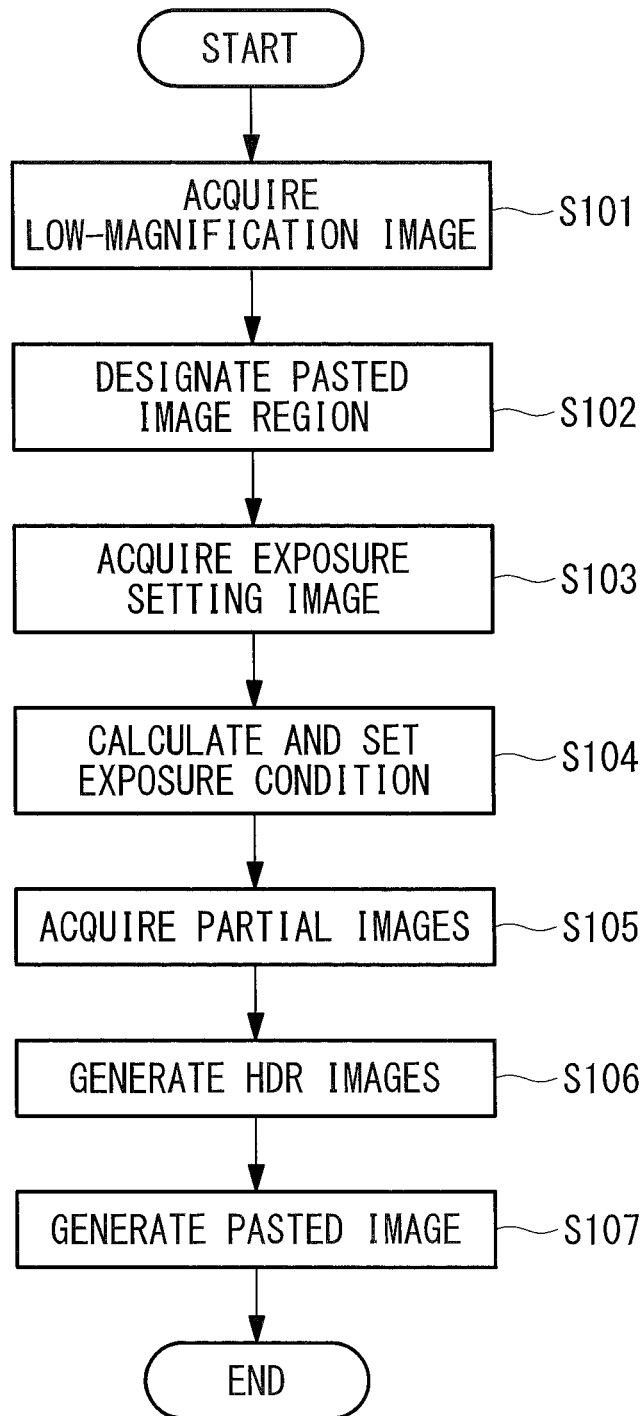 START
ACQUIRE
LOW-MAGNIFICATION IMAGE
S101
DESIGNATE PASTED
IMAGE REGION
S102
ACQUIRE EXPOSURE
SETTING IMAGE
S103
CALCULATE AND SET
EXPOSURE CONDITION
S104
ACQUIRE PARTIAL IMAGES
S105
GENERATE HDR IMAGES
S106
GENERATE PASTED IMAGE
S107
END